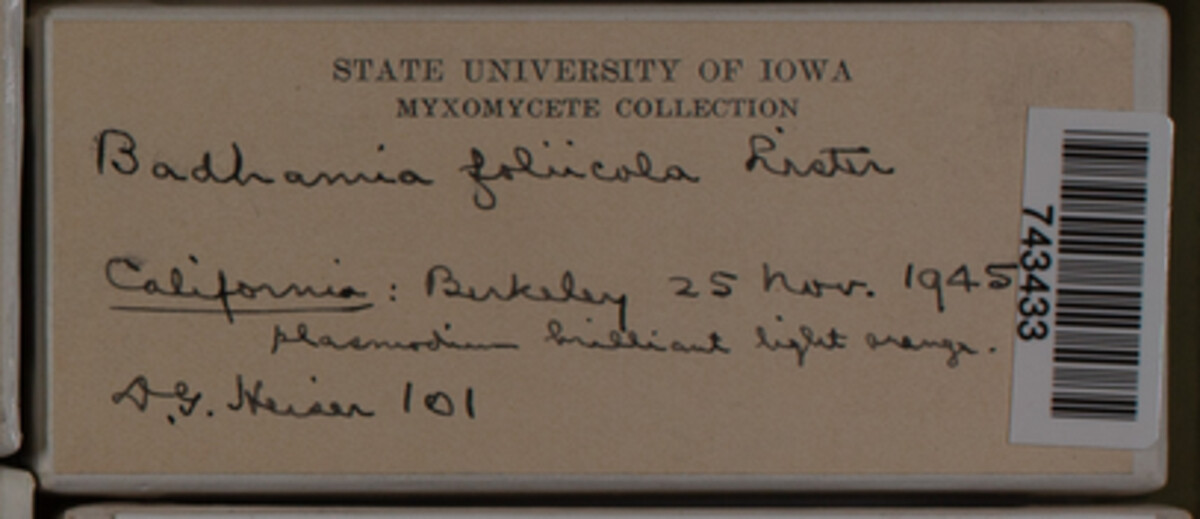 STATE UNIVERSITY OF IOWA
MYXOMYCETE COLLECTION
Badhamia foliicola Lister
California: Berkeley 25 Nov. 1945
plasmodium brilliant light orange.
D.G. Heiser 101
743433